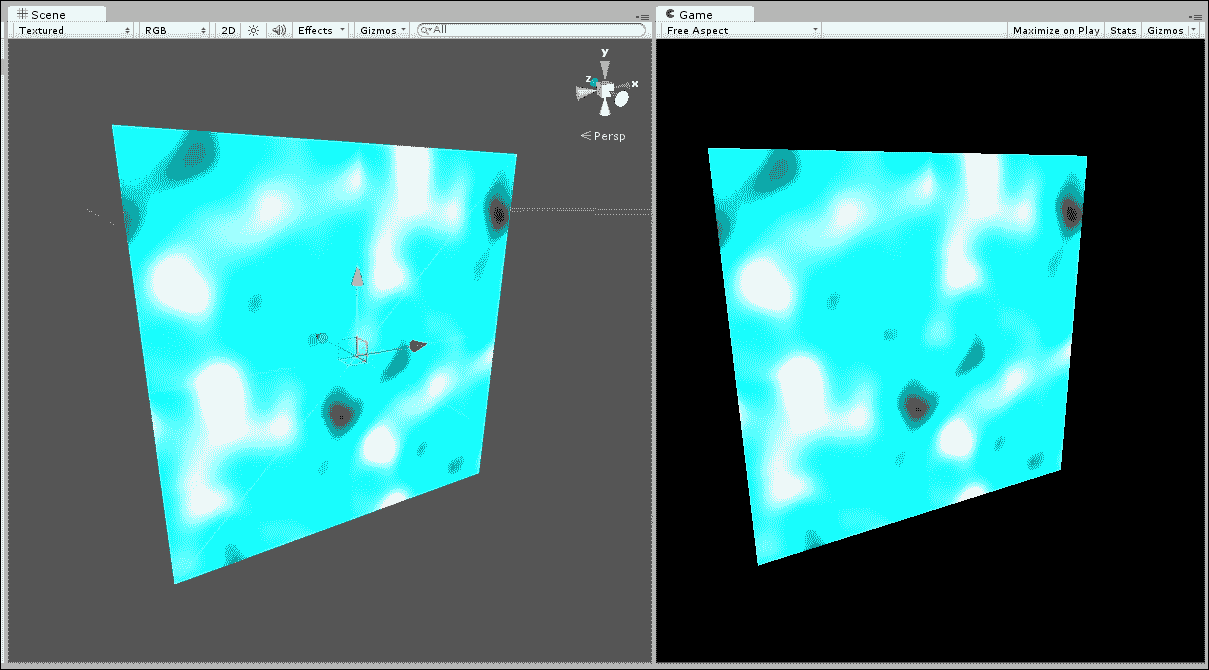 Scene
Game
Textured RGB 2D Effects Gizmos All
Free Aspect Maximize on Play Stats Gizmos
y
z x
Persp